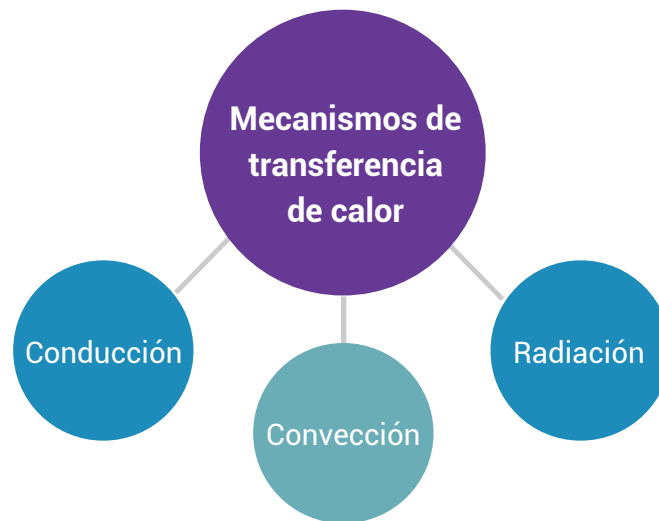 Mecanismos de
transferencia
de calor
Conducción
Radiación
Convección